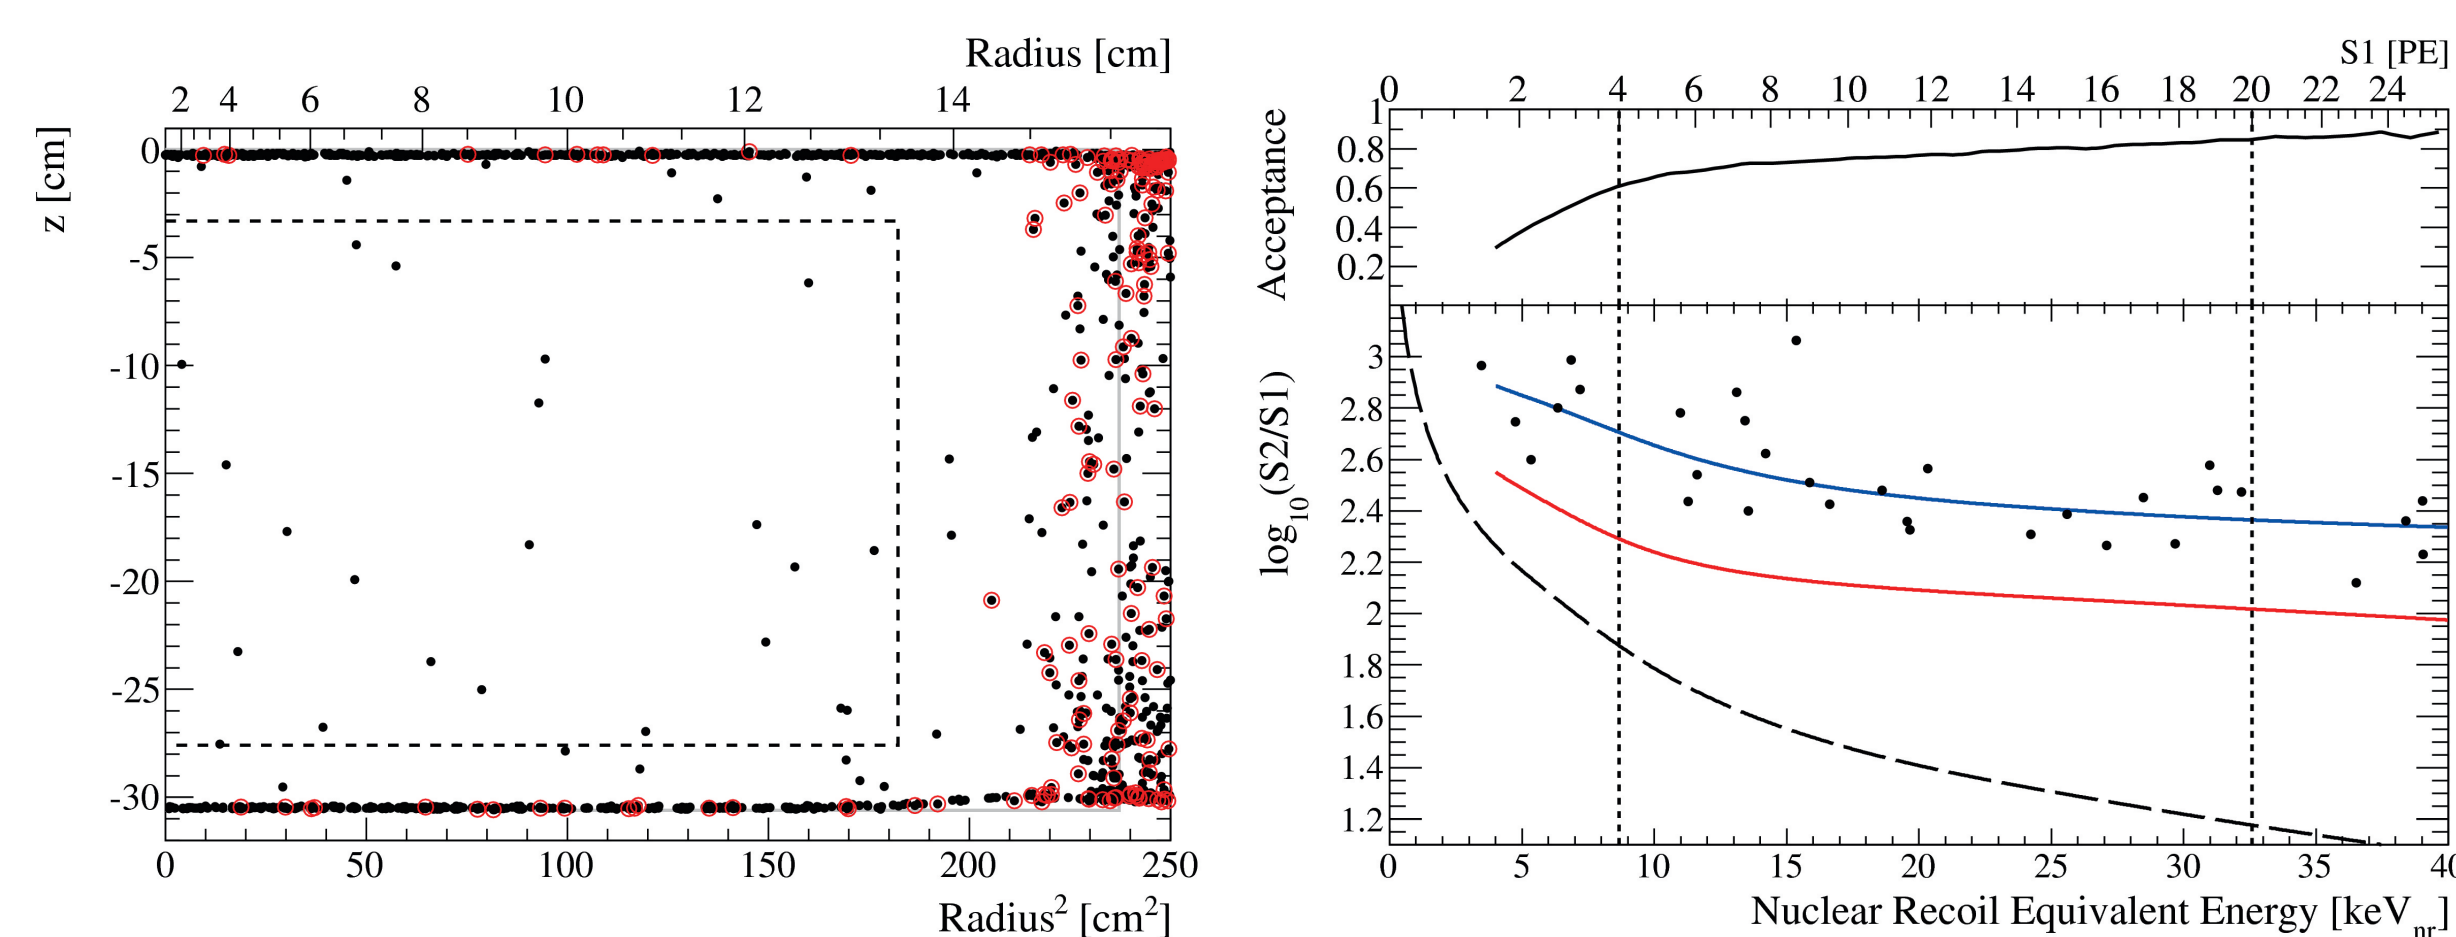 Radius [cm]
2 4 6 8 10 12 14
z [cm]
0
-5
-10
-15
-20
-25
-30
0 50 100 150 200 250
Radius² [cm²]
S1 [PE]
0 2 4 6 8 10 12 14 16 18 20 22 24
Acceptance
1
0.8
0.6
0.4
0.2
log₁₀(S2/S1)
3
2.8
2.6
2.4
2.2
2
1.8
1.6
1.4
1.2
0 5 10 15 20 25 30 35 40
Nuclear Recoil Equivalent Energy [keVnr]